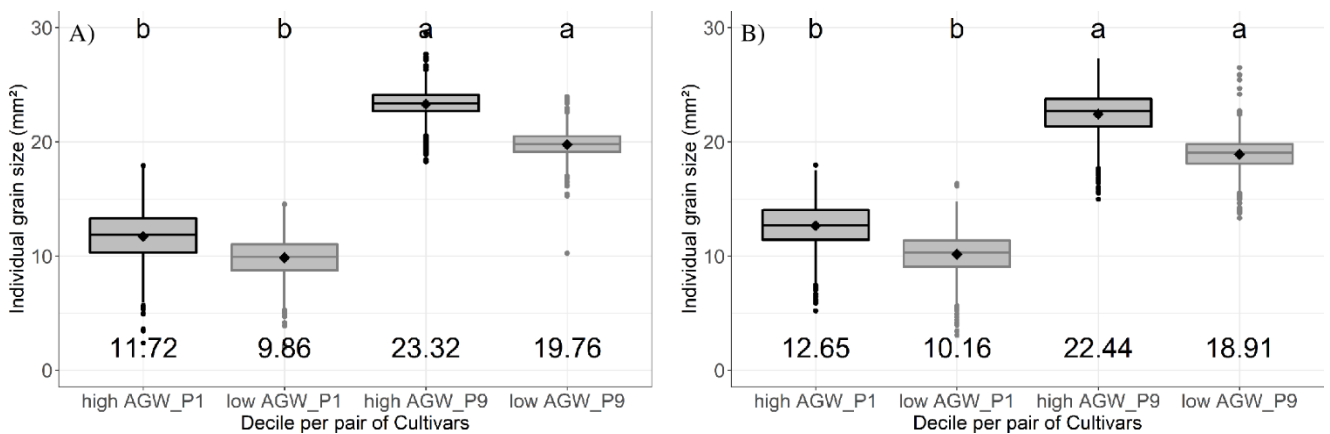 A)
b b a a
30
20
10
0
Individual grain size (mm²)
11.72 9.86 23.32 19.76
high AGW_P1 low AGW_P1 high AGW_P9 low AGW_P9
Decile per pair of Cultivars
B)
b b a a
30
20
10
0
Individual grain size (mm²)
12.65 10.16 22.44 18.91
high AGW_P1 low AGW_P1 high AGW_P9 low AGW_P9
Decile per pair of Cultivars